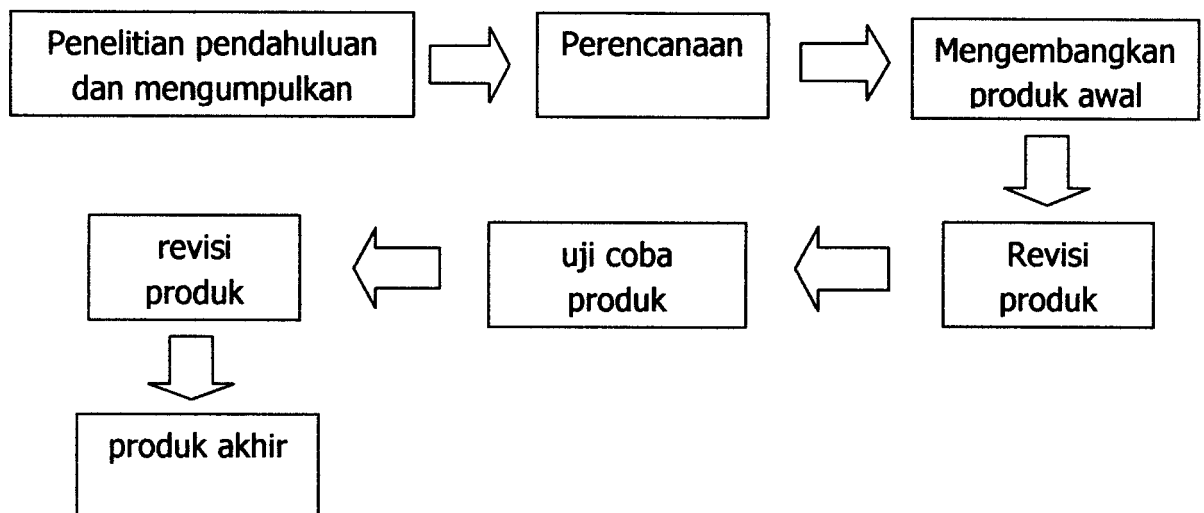 Penelitian pendahuluan
dan mengumpulkan
Perencanaan
Mengembangkan
produk awal
Revisi
produk
uji coba
produk
revisi
produk
produk akhir